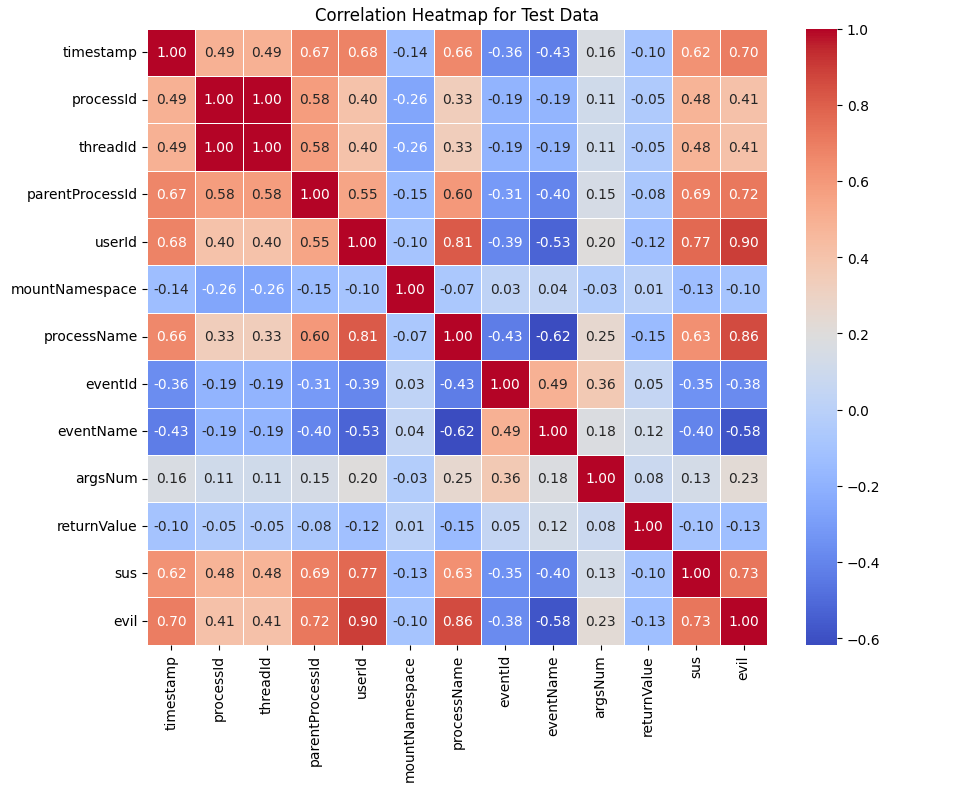 Correlation Heatmap for Test Data
timestamp 1.00 0.49 0.49 0.67 0.68 -0.14 0.66 -0.36 -0.43 0.16 -0.10 0.62 0.70
processId 0.49 1.00 1.00 0.58 0.40 -0.26 0.33 -0.19 -0.19 0.11 -0.05 0.48 0.41
threadId 0.49 1.00 1.00 0.58 0.40 -0.26 0.33 -0.19 -0.19 0.11 -0.05 0.48 0.41
parentProcessId 0.67 0.58 0.58 1.00 0.55 -0.15 0.60 -0.31 -0.40 0.15 -0.08 0.69 0.72
userId 0.68 0.40 0.40 0.55 1.00 -0.10 0.81 -0.39 -0.53 0.20 -0.12 0.77 0.90
mountNamespace -0.14 -0.26 -0.26 -0.15 -0.10 1.00 -0.07 0.03 0.04 -0.03 0.01 -0.13 -0.10
processName 0.66 0.33 0.33 0.60 0.81 -0.07 1.00 -0.43 -0.62 0.25 -0.15 0.63 0.86
eventId -0.36 -0.19 -0.19 -0.31 -0.39 0.03 -0.43 1.00 0.49 0.36 0.05 -0.35 -0.38
eventName -0.43 -0.19 -0.19 -0.40 -0.53 0.04 -0.62 0.49 1.00 0.18 0.12 -0.40 -0.58
argsNum 0.16 0.11 0.11 0.15 0.20 -0.03 0.25 0.36 0.18 1.00 0.08 0.13 0.23
returnValue -0.10 -0.05 -0.05 -0.08 -0.12 0.01 -0.15 0.05 0.12 0.08 1.00 -0.10 -0.13
sus 0.62 0.48 0.48 0.69 0.77 -0.13 0.63 -0.35 -0.40 0.13 -0.10 1.00 0.73
evil 0.70 0.41 0.41 0.72 0.90 -0.10 0.86 -0.38 -0.58 0.23 -0.13 0.73 1.00
timestamp
processId
threadId
parentProcessId
userId
mountNamespace
processName
eventId
eventName
argsNum
returnValue
sus
evil
1.0
0.8
0.6
0.4
0.2
0.0
−0.2
−0.4
−0.6